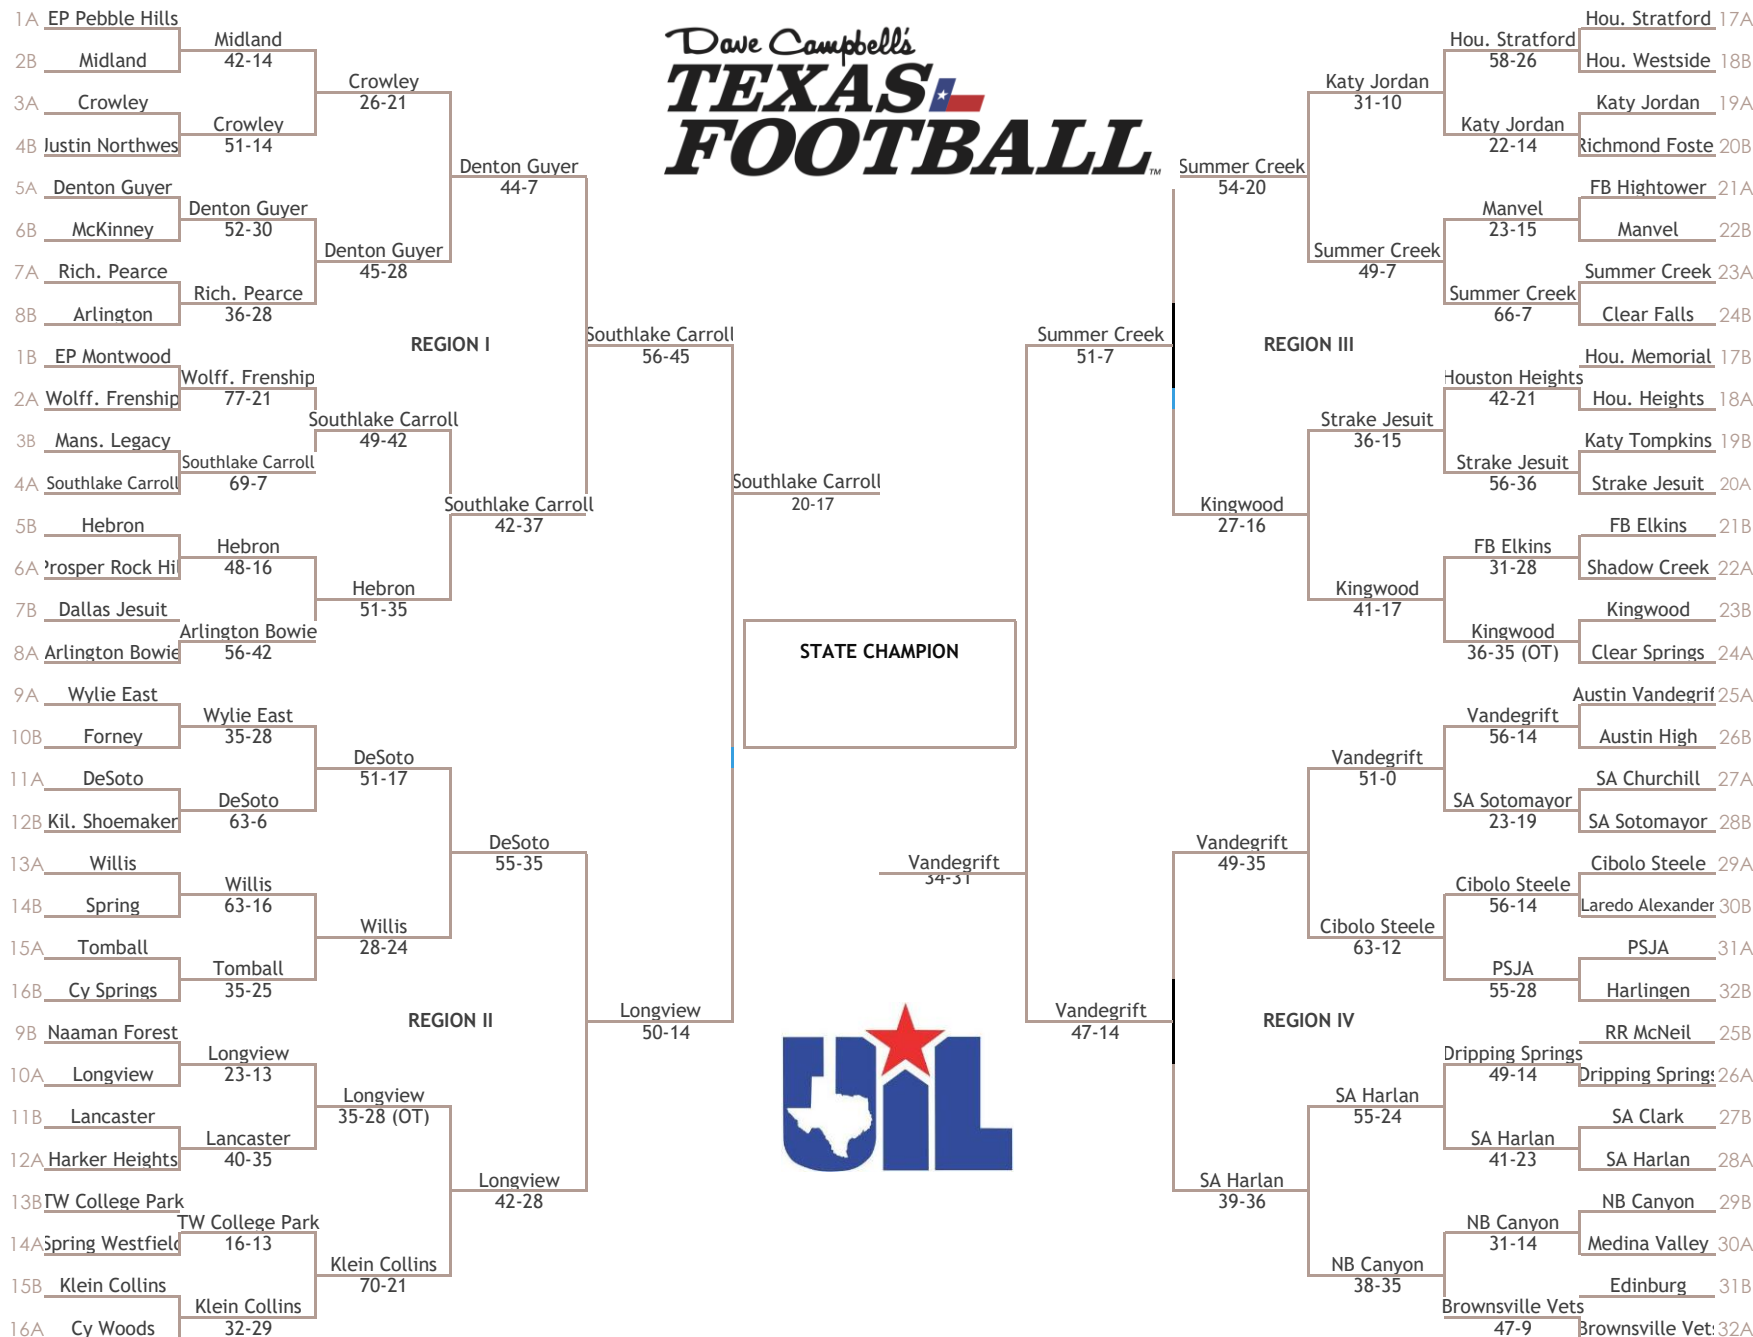 Dave Campbell's
TEXAS
FOOTBALL™
1A EP Pebble Hills
2B Midland
3A Crowley
4B Justin Northwes
5A Denton Guyer
6B McKinney
7A Rich. Pearce
8B Arlington
1B EP Montwood
2A Wolff. Frenship
3B Mans. Legacy
4A Southlake Carroll
5B Hebron
6A Prosper Rock Hil
7B Dallas Jesuit
8A Arlington Bowie
9A Wylie East
10B Forney
11A DeSoto
12B Kil. Shoemaker
13A Willis
14B Spring
15A Tomball
16B Cy Springs
9B Naaman Forest
10A Longview
11B Lancaster
12A Harker Heights
13B TW College Park
14A Spring Westfield
15B Klein Collins
16A Cy Woods
Midland
42-14
Crowley
51-14
Denton Guyer
52-30
Rich. Pearce
36-28
Wolff. Frenship
77-21
Southlake Carroll
69-7
Hebron
48-16
Arlington Bowie
56-42
Wylie East
35-28
DeSoto
63-6
Willis
63-16
Tomball
35-25
Longview
23-13
Lancaster
40-35
TW College Park
16-13
Klein Collins
32-29
Crowley
26-21
Denton Guyer
45-28
Southlake Carroll
49-42
Hebron
51-35
DeSoto
51-17
Willis
28-24
Longview
35-28 (OT)
Klein Collins
70-21
Denton Guyer
44-7
REGION I
Southlake Carroll
42-37
DeSoto
55-35
REGION II
Longview
42-28
Southlake Carroll
56-45
Longview
50-14
Southlake Carroll
20-17
STATE CHAMPION
Vandegrift
34-31
UIL
Summer Creek
51-7
Vandegrift
47-14
Summer Creek
54-20
REGION III
Kingwood
27-16
Vandegrift
49-35
REGION IV
SA Harlan
39-36
Katy Jordan
31-10
Summer Creek
49-7
Strake Jesuit
36-15
Kingwood
41-17
Vandegrift
51-0
Cibolo Steele
63-12
SA Harlan
55-24
NB Canyon
38-35
Hou. Stratford
58-26
Katy Jordan
22-14
Manvel
23-15
Summer Creek
66-7
Houston Heights
42-21
Strake Jesuit
56-36
FB Elkins
31-28
Kingwood
36-35 (OT)
Vandegrift
56-14
SA Sotomayor
23-19
Cibolo Steele
56-14
PSJA
55-28
Dripping Springs
49-14
SA Harlan
41-23
NB Canyon
31-14
Brownsville Vets
47-9
Hou. Stratford 17A
Hou. Westside 18B
Katy Jordan 19A
Richmond Foste 20B
FB Hightower 21A
Manvel 22B
Summer Creek 23A
Clear Falls 24B
Hou. Memorial 17B
Hou. Heights 18A
Katy Tompkins 19B
Strake Jesuit 20A
FB Elkins 21B
Shadow Creek 22A
Kingwood 23B
Clear Springs 24A
Austin Vandegrif 25A
Austin High 26B
SA Churchill 27A
SA Sotomayor 28B
Cibolo Steele 29A
Laredo Alexander 30B
PSJA 31A
Harlingen 32B
RR McNeil 25B
Dripping Springs 26A
SA Clark 27B
SA Harlan 28A
NB Canyon 29B
Medina Valley 30A
Edinburg 31B
Brownsville Vets 32A